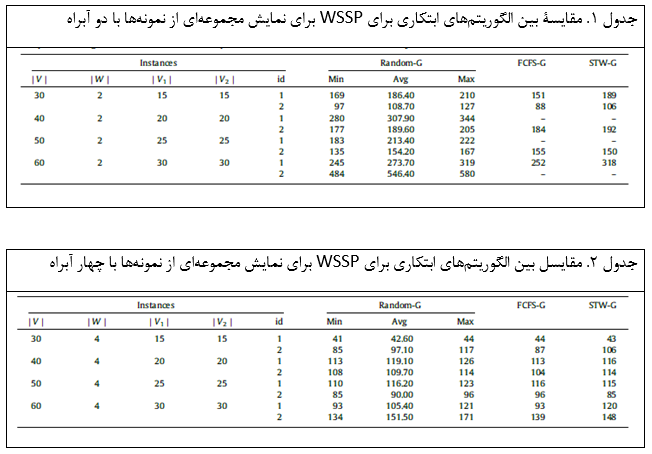 جدول ۱. مقایسهٔ بین الگوریتم‌های ابتکاری برای WSSP برای نمایش مجموعه‌ای از نمونه‌ها با دو آبراه
Instances Random-G FCFS-G STW-G
|V| |W| |V1| |V2| id Min Avg Max
30 2 15 15 1 169 186.40 210 151 189
2 97 108.70 127 88 106
40 2 20 20 1 280 307.90 344 – –
2 177 189.60 205 184 192
50 2 25 25 1 183 213.40 222 – –
2 135 154.20 167 155 150
60 2 30 30 1 245 273.70 319 252 318
2 484 546.40 580 – –
جدول ۲. مقایسل بین الگوریتم‌های ابتکاری برای WSSP برای نمایش مجموعه‌ای از نمونه‌ها با چهار آبراه
Instances Random-G FCFS-G STW-G
|V| |W| |V1| |V2| id Min Avg Max
30 4 15 15 1 41 42.60 44 44 43
2 85 97.10 117 87 106
40 4 20 20 1 113 119.10 126 113 116
2 108 109.70 114 104 114
50 4 25 25 1 110 116.20 123 116 115
2 85 90.00 96 96 85
60 4 30 30 1 93 105.40 121 93 120
2 134 151.50 171 139 148